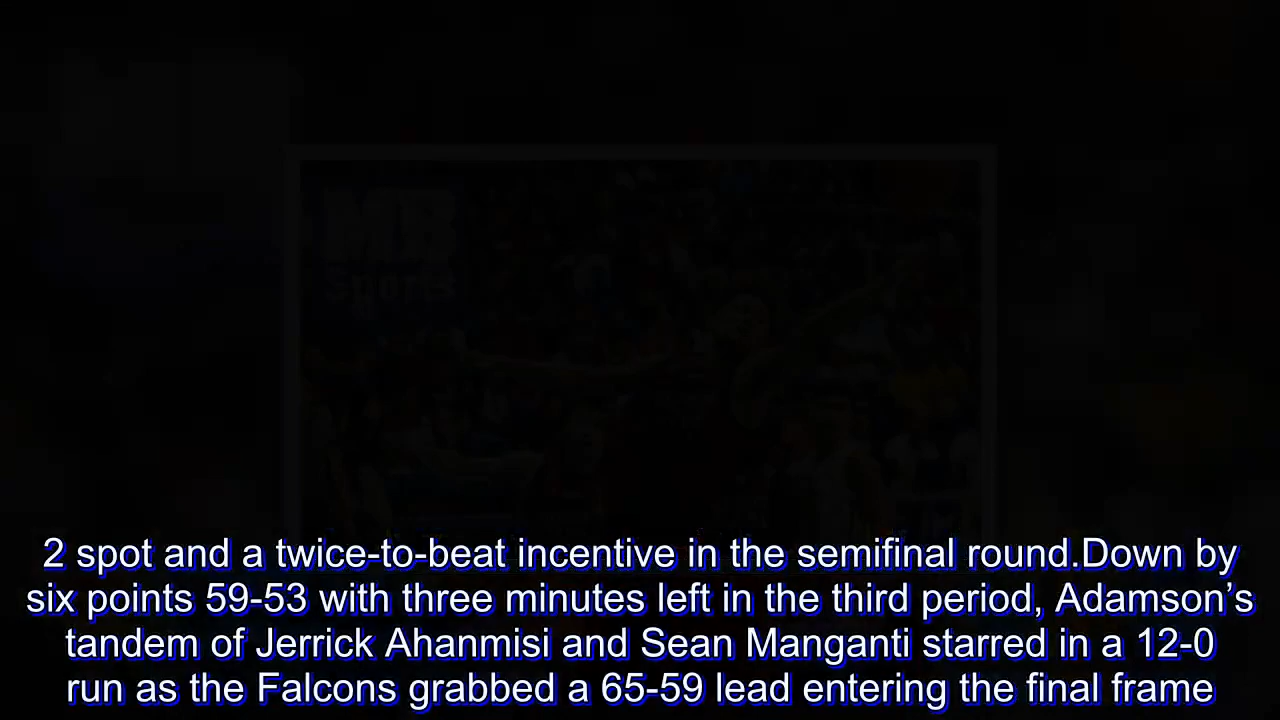 MB
Sports
2 spot and a twice-to-beat incentive in the semifinal round.Down by
six points 59-53 with three minutes left in the third period, Adamson’s
tandem of Jerrick Ahanmisi and Sean Manganti starred in a 12-0
run as the Falcons grabbed a 65-59 lead entering the final frame